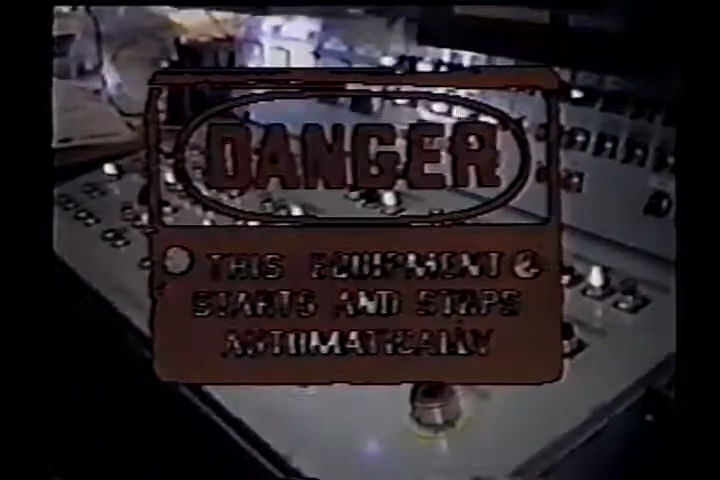 DANGER
THIS EQUIPMENT
STARTS AND STOPS
AUTOMATICALLY